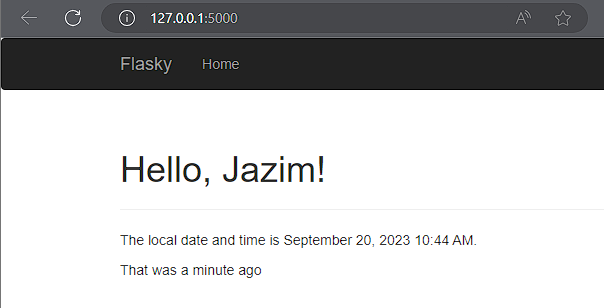 127.0.0.1:5000
Flasky Home
Hello, Jazim!
The local date and time is September 20, 2023 10:44 AM.
That was a minute ago